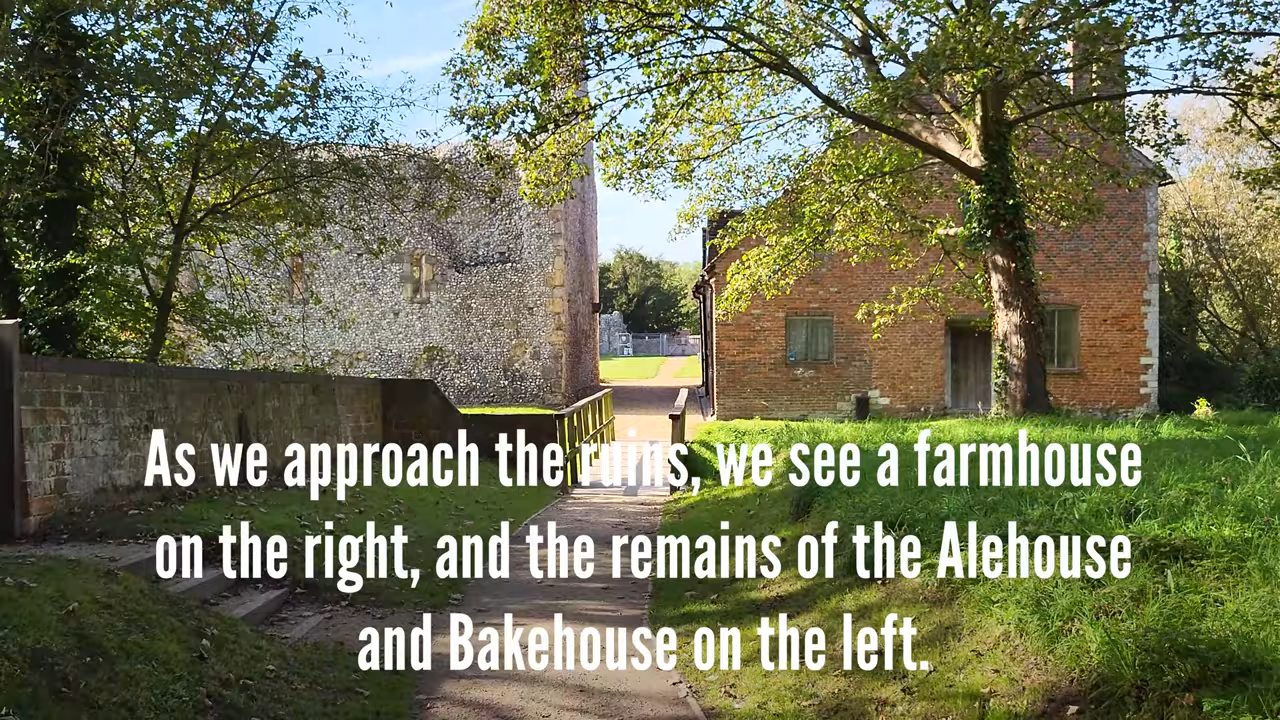 As we approach the ruins, we see a farmhouse
on the right, and the remains of the Alehouse
and Bakehouse on the left.